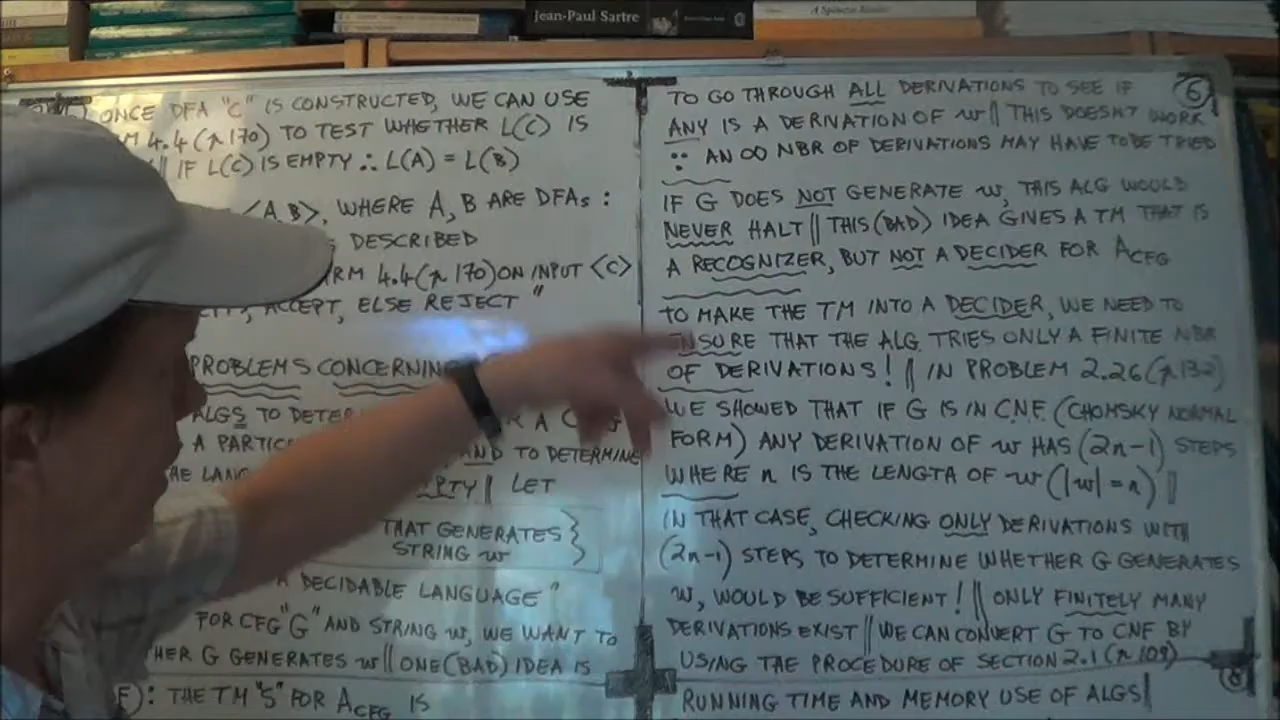 Jean-Paul Sartre
A Spinoza Reader
ONCE DFA "C" IS CONSTRUCTED, WE CAN USE
4.4 (p 170) TO TEST WHETHER L(C) IS
IF L(C) IS EMPTY ∴ L(A) = L(B)
<A B>, WHERE A, B ARE DFAs :
DESCRIBED
4.4 (p 170) ON INPUT <C>
ACCEPT, ELSE REJECT "
PROBLEMS CONCERNING
ALGS TO
A
AND TO DETERMINE
THE
LET
THAT GENERATES
STRING w
A DECIDABLE LANGUAGE"
FOR CFG "G" AND STRING w, WE WANT TO
G GENERATES w || ONE (BAD) IDEA IS
: THE TM "S" FOR A CFG IS
6
TO GO THROUGH ALL DERIVATIONS TO SEE IF
ANY IS A DERIVATION OF w || THIS DOESN'T WORK
∵ AN ∞ NBR OF DERIVATIONS MAY HAVE TO BE TRIED
IF G DOES NOT GENERATE w, THIS ALG WOULD
NEVER HALT || THIS (BAD) IDEA GIVES A TM THAT IS
A RECOGNIZER, BUT NOT A DECIDER FOR A CFG
TO MAKE THE TM INTO A DECIDER, WE NEED TO
INSURE THAT THE ALG TRIES ONLY A FINITE NBR
OF DERIVATIONS! || IN PROBLEM 2.26 (p 132)
WE SHOWED THAT IF G IS IN C.N.F. (CHOMSKY NORMAL
FORM) ANY DERIVATION OF w HAS (2n-1) STEPS
WHERE n IS THE LENGTH OF w (|w| = n) ||
IN THAT CASE, CHECKING ONLY DERIVATIONS WITH
(2n-1) STEPS TO DETERMINE WHETHER G GENERATES
w, WOULD BE SUFFICIENT! || ONLY FINITELY MANY
DERIVATIONS EXIST || WE CAN CONVERT G TO CNF BY
USING THE PROCEDURE OF SECTION 2.1 (p 109)
8
RUNNING TIME AND MEMORY USE OF ALGS